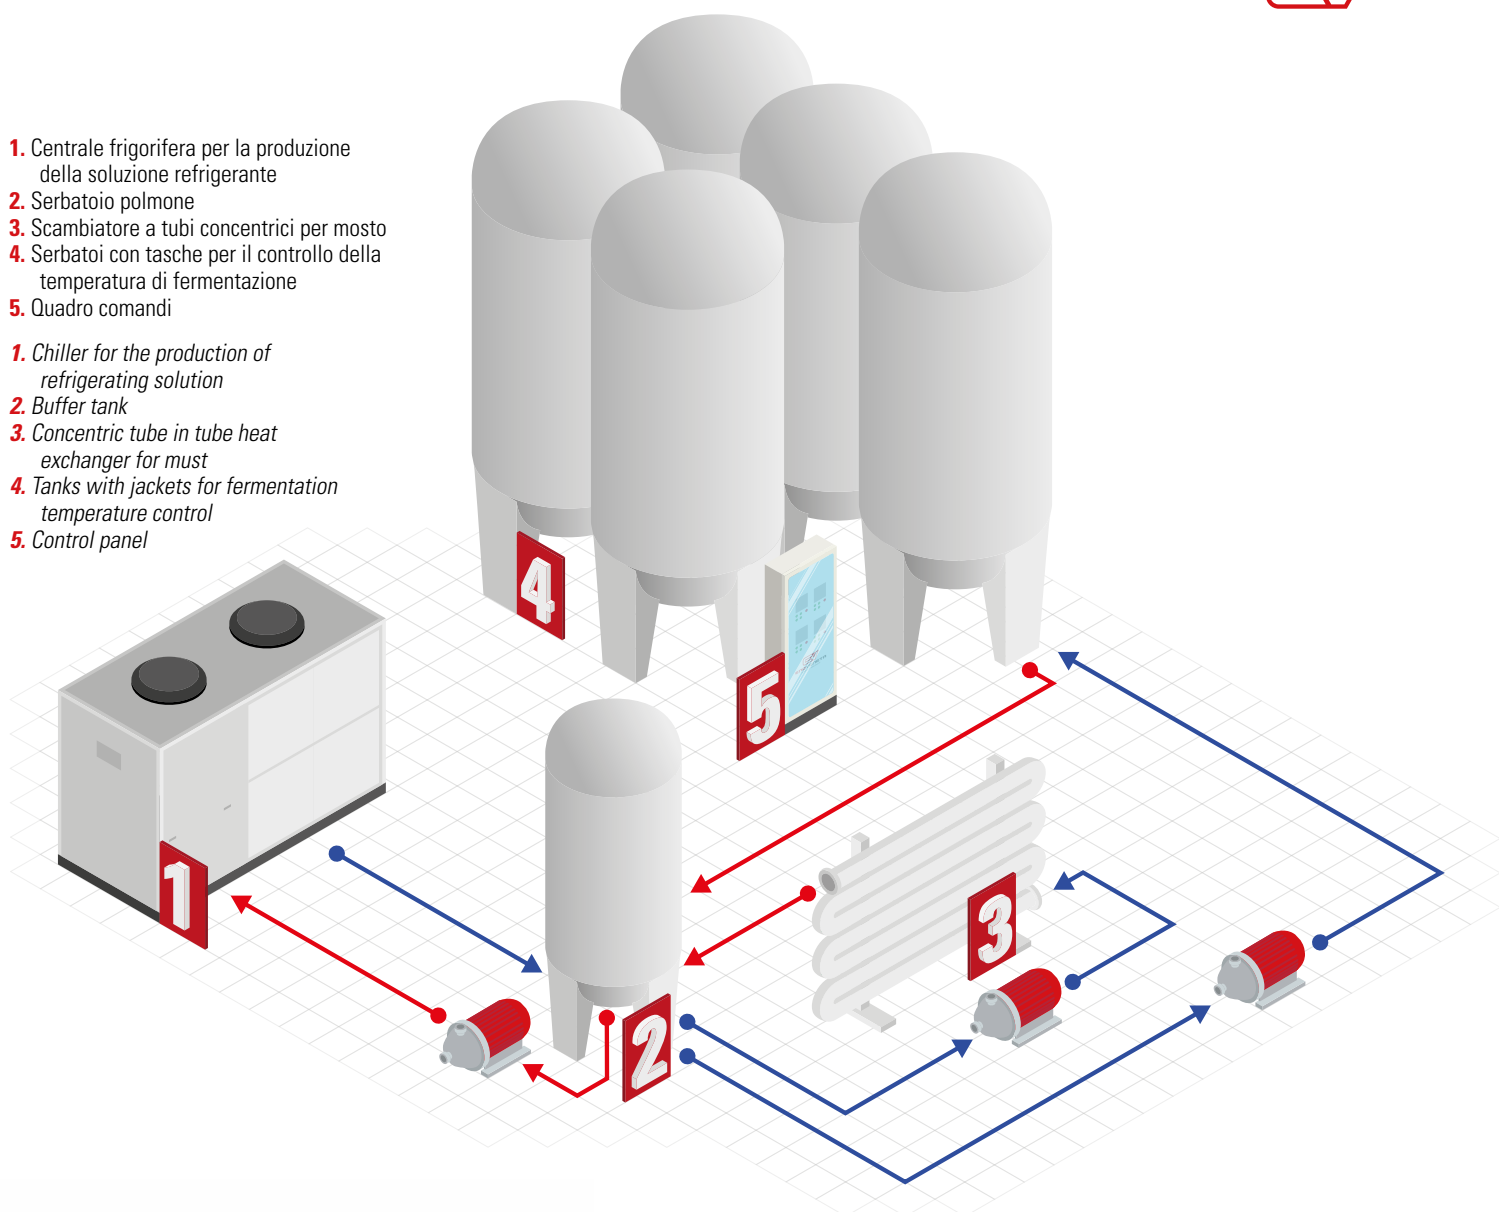 1. Centrale frigorifera per la produzione
della soluzione refrigerante
2. Serbatoio polmone
3. Scambiatore a tubi concentrici per mosto
4. Serbatoi con tasche per il controllo della
temperatura di fermentazione
5. Quadro comandi
1. Chiller for the production of
refrigerating solution
2. Buffer tank
3. Concentric tube in tube heat
exchanger for must
4. Tanks with jackets for fermentation
temperature control
5. Control panel
4
5
1
3
2